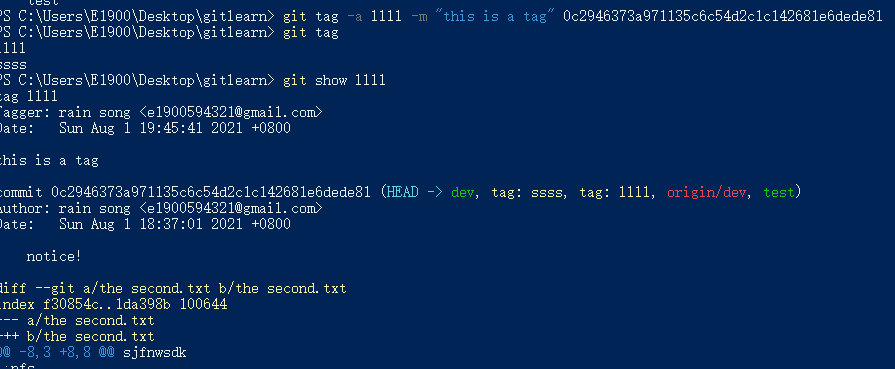 test
PS C:\Users\E1900\Desktop\gitlearn> git tag -a 1111 -m "this is a tag" 0c2946373a971135c6c54d2c1c142681e6dede81
PS C:\Users\E1900\Desktop\gitlearn> git tag
1111
ssss
PS C:\Users\E1900\Desktop\gitlearn> git show 1111
tag 1111
Tagger: rain song <e1900594321@gmail.com>
Date:   Sun Aug 1 19:45:41 2021 +0800
this is a tag
commit 0c2946373a971135c6c54d2c1c142681e6dede81 (HEAD -> dev, tag: ssss, tag: 1111, origin/dev, test)
Author: rain song <e1900594321@gmail.com>
Date:   Sun Aug 1 18:37:01 2021 +0800
notice!
diff --git a/the second.txt b/the second.txt
index f30854c..1da398b 100644
--- a/the second.txt
+++ b/the second.txt
@@ -8,3 +8,8 @@ sjfnwsdk